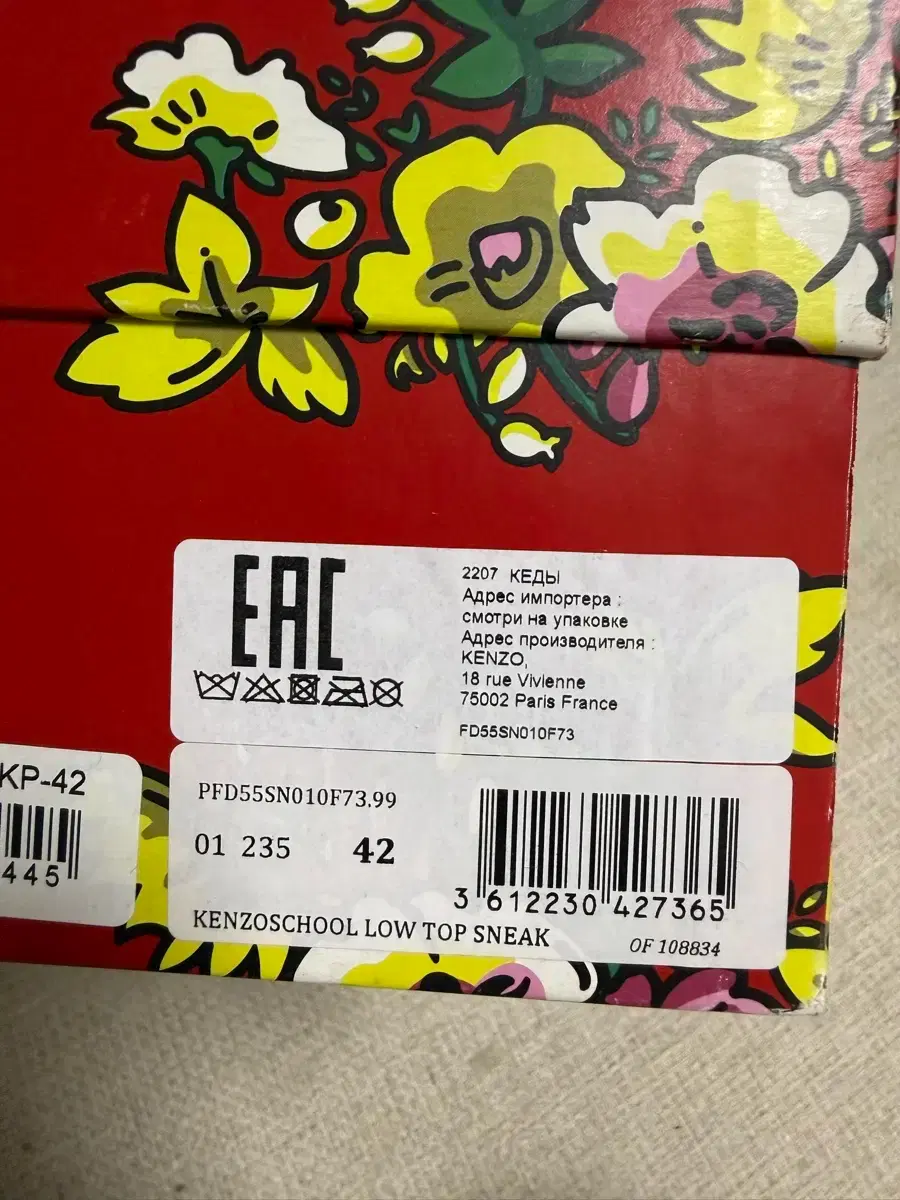 EAC
2207 КЕДЫ
Адрес импортера :
смотри на упаковке
Адрес производителя :
KENZO,
18 rue Vivienne
75002 Paris France
FD55SN010F73
KP-42
445
PFD55SN010F73.99
01 235 42
3 612230 427365
KENZOSCHOOL LOW TOP SNEAK
OF 108834